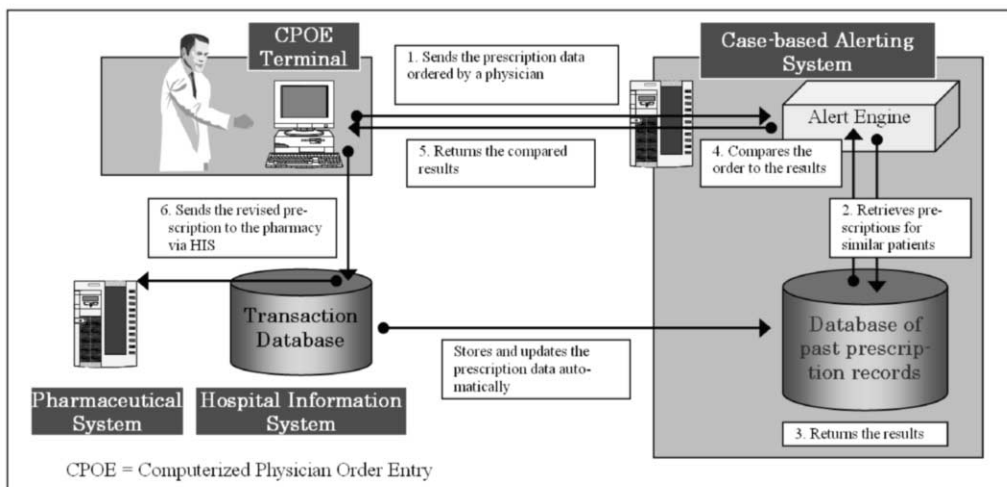 CPOE
Terminal
Case-based Alerting
System
1. Sends the prescription data
ordered by a physician
Alert Engine
5. Returns the compared
results
4. Compares the
order to the results
6. Sends the revised pre-
scription to the pharmacy
via HIS
2. Retrieves pre-
scriptions for
similar patients
Transaction
Database
Database of
past prescrip-
tion records
Stores and updates the
prescription data auto-
matically
Pharmaceutical
System
Hospital Information
System
3. Returns the results
CPOE = Computerized Physician Order Entry